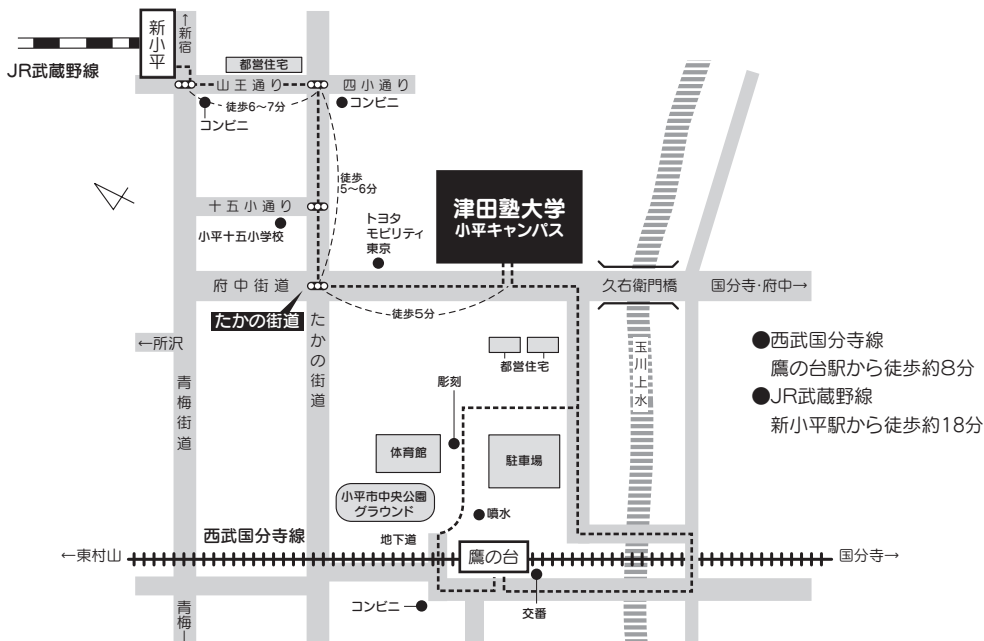 新小平
↑新宿
JR武蔵野線
都営住宅
山王通り
四小通り
徒歩6〜7分
コンビニ
コンビニ
徒歩
5〜6分
十五小通り
小平十五小学校
トヨタ
モビリティ
東京
津田塾大学
小平キャンパス
府中街道
久右衛門橋
国分寺・府中→
たかの街道
徒歩5分
←所沢
たかの街道
青梅街道
都営住宅
玉川上水
●西武国分寺線
鷹の台駅から徒歩約8分
●JR武蔵野線
新小平駅から徒歩約18分
彫刻
体育館
駐車場
小平市中央公園
グラウンド
噴水
西武国分寺線
地下道
←東村山
鷹の台
国分寺→
コンビニ
交番
青梅←